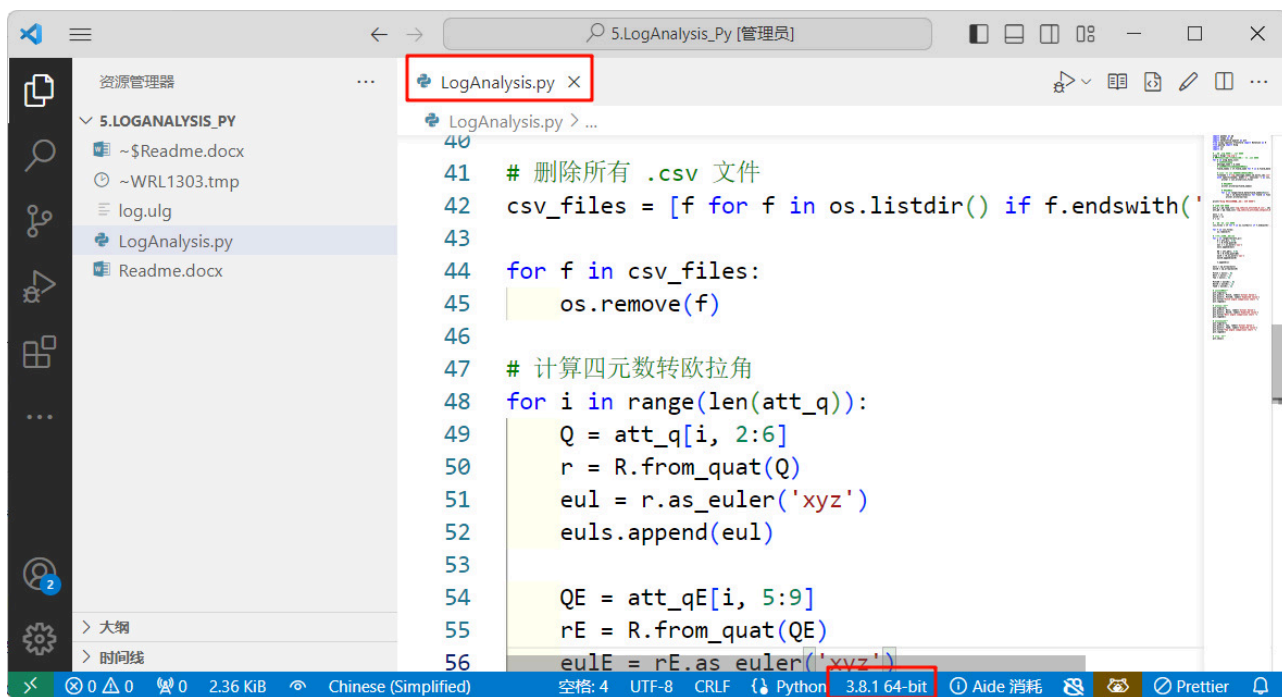 5.LogAnalysis_Py [管理员]
资源管理器
LogAnalysis.py
5.LOGANALYSIS_PY
~$Readme.docx
~WRL1303.tmp
log.ulg
LogAnalysis.py
Readme.docx
大纲
时间线
LogAnalysis.py > ...
40
41 # 删除所有 .csv 文件
42 csv_files = [f for f in os.listdir() if f.endswith('
43
44 for f in csv_files:
45 os.remove(f)
46
47 # 计算四元数转欧拉角
48 for i in range(len(att_q)):
49 Q = att_q[i, 2:6]
50 r = R.from_quat(Q)
51 eul = r.as_euler('xyz')
52 euls.append(eul)
53
54 QE = att_qE[i, 5:9]
55 rE = R.from_quat(QE)
56 eulE = rE.as_euler('xyz')
2
0 0 0 2.36 KiB Chinese (Simplified) 空格: 4 UTF-8 CRLF Python 3.8.1 64-bit Aide 消耗 Prettier